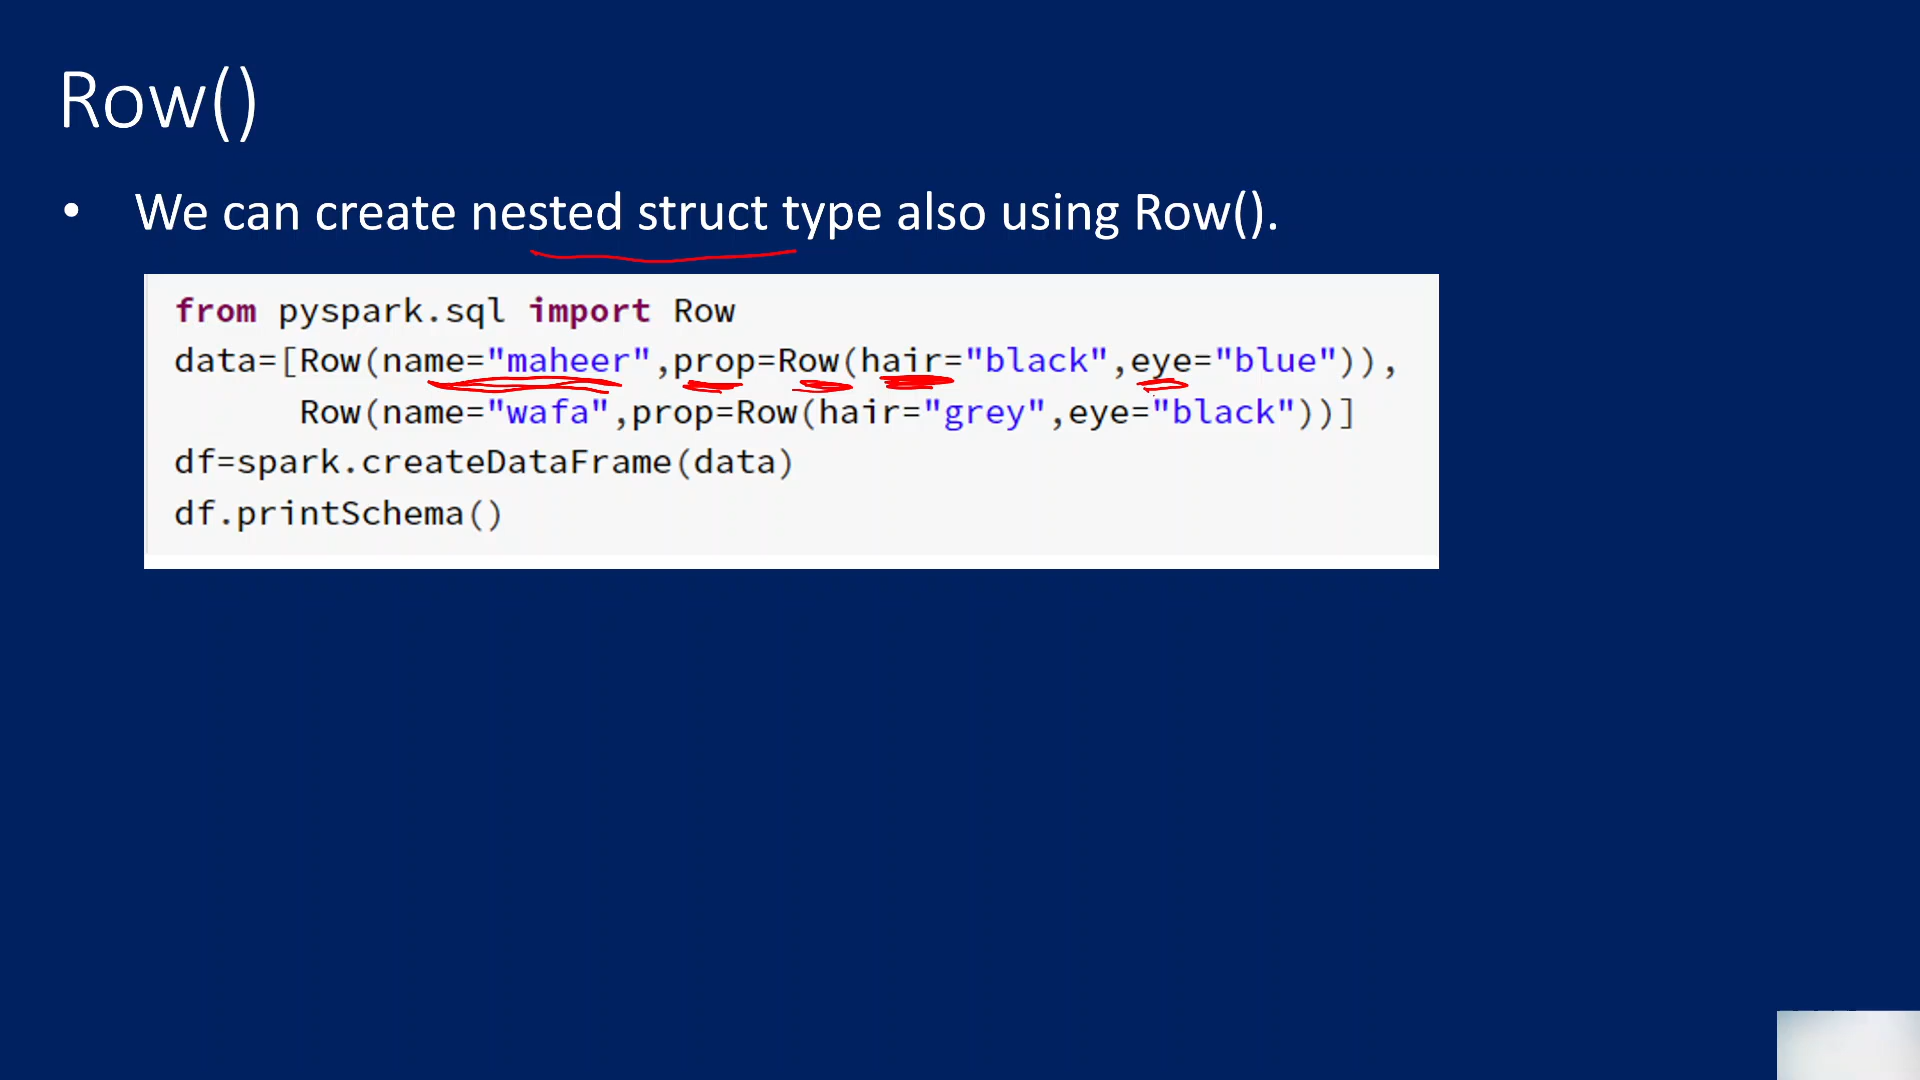 Row()
• We can create nested struct type also using Row().
from pyspark.sql import Row
data=[Row(name="maheer",prop=Row(hair="black",eye="blue")),
Row(name="wafa",prop=Row(hair="grey",eye="black"))]
df=spark.createDataFrame(data)
df.printSchema()